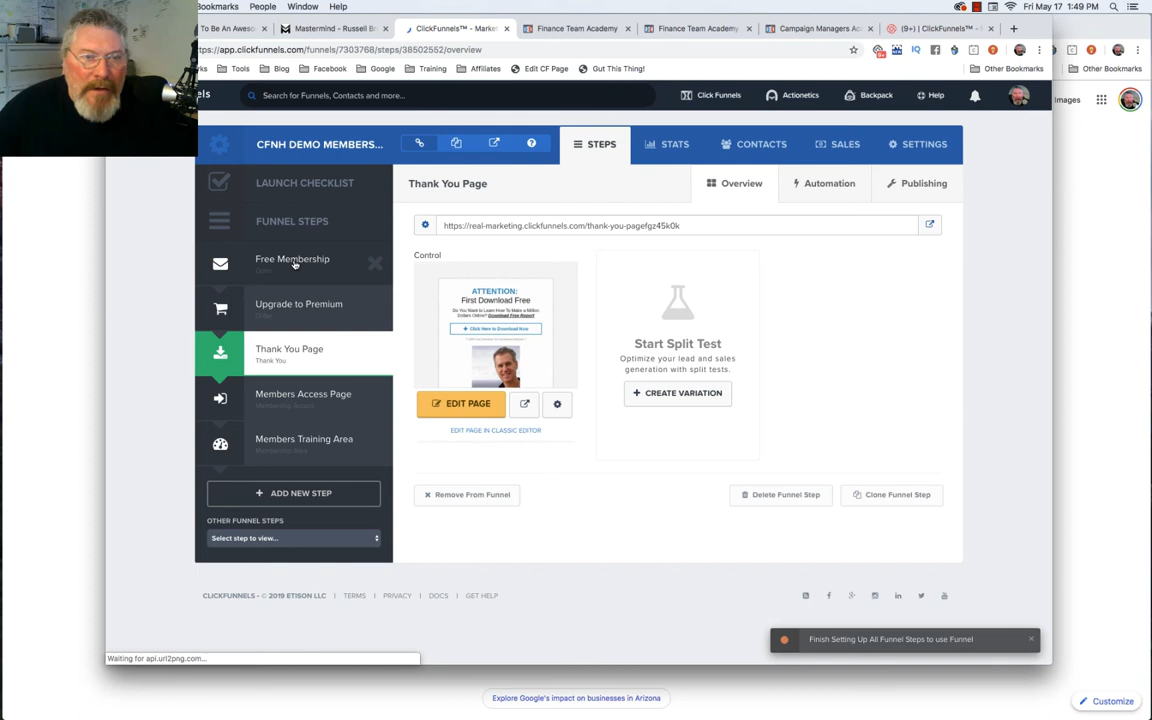 Bookmarks People Window Help Fri May 17 1:49 PM
To Be An Aweso Mastermind - Russell Br ClickFunnels™ - Marke Finance Team Academy Finance Team Academy Campaign Managers Ac (9+) | ClickFunnels™
https://app.clickfunnels.com/funnels/7303768/steps/38502552/overview
ks Tools Blog Facebook Google Training Affiliates Edit CF Page Gut This Thing! Other Bookmarks Other Bookmarks
els Search for Funnels, Contacts and more... Click Funnels Actionetics Backpack Help Images
CFNH DEMO MEMBERS... STEPS STATS CONTACTS SALES SETTINGS
LAUNCH CHECKLIST Thank You Page Overview Automation Publishing
FUNNEL STEPS https://real-marketing.clickfunnels.com/thank-you-pagefgz45k0k
Free Membership
Optin
Upgrade to Premium
Order
Thank You Page
Thank You
Members Access Page
Membership Access
Members Training Area
Membership Area
+ ADD NEW STEP
OTHER FUNNEL STEPS
Select step to view...
Control
ATTENTION:
First Download Free
Do You Want to Learn How To Make a Million
Dollars Online? Download Free Report
Click Here to Download Now
EDIT PAGE
EDIT PAGE IN CLASSIC EDITOR
Start Split Test
Optimize your lead and sales
generation with split tests.
+ CREATE VARIATION
Remove From Funnel Delete Funnel Step Clone Funnel Step
CLICKFUNNELS - © 2019 ETISON LLC | TERMS | PRIVACY | DOCS | GET HELP
Finish Setting Up All Funnel Steps to use Funnel
Waiting for api.url2png.com...
Explore Google's impact on businesses in Arizona
Customize